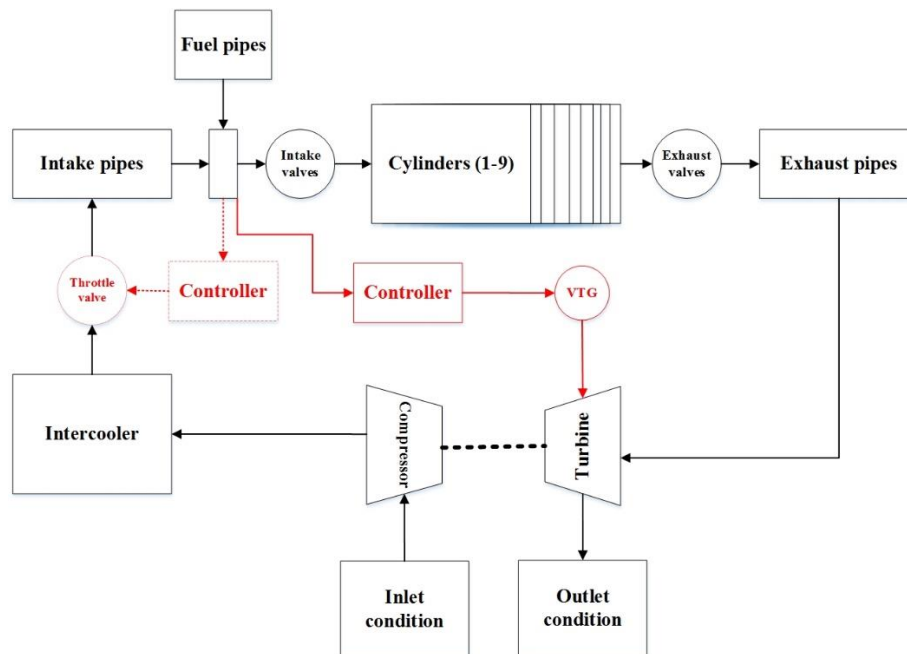 Fuel pipes
Intake pipes
Intake
valves
Cylinders (1-9)
Exhaust
valves
Exhaust pipes
Throttle
valve
Controller
Controller
VTG
Intercooler
Compressor
Turbine
Inlet
condition
Outlet
condition